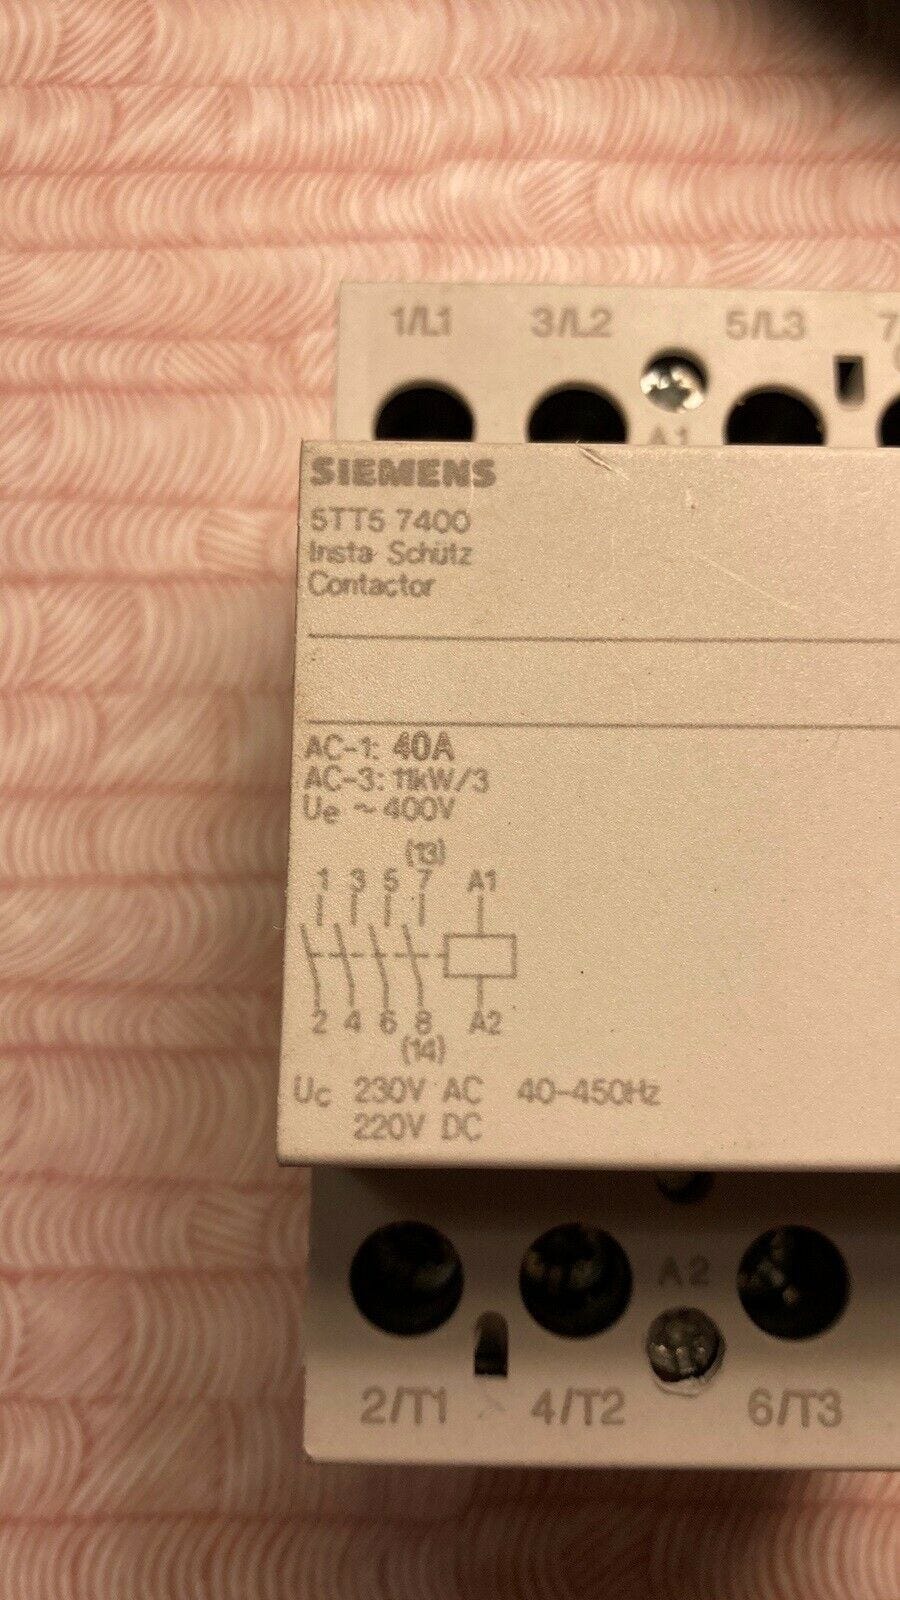 1/L1 3/L2 5/L3 7
A1
SIEMENS
5TT5 7400
Insta Schütz
Contactor
AC-1: 40A
AC-3: 11kW/3
Ue ~ 400V
(13)
1 3 5 7 A1
2 4 6 8 A2
(14)
Uc 230V AC 40-450Hz
220V DC
A2
2/T1 4/T2 6/T3